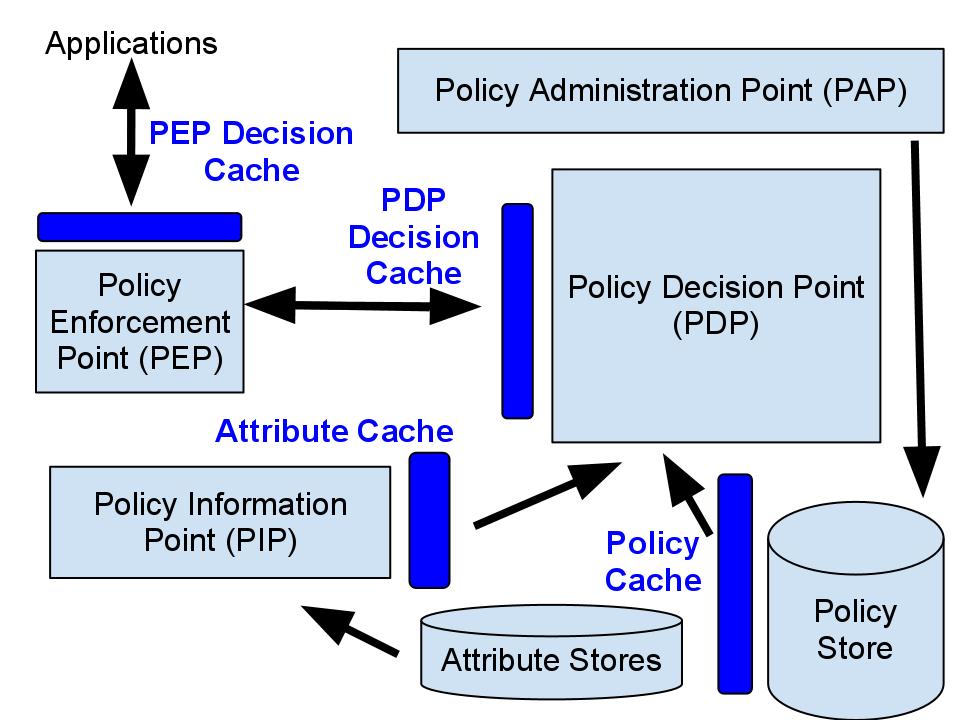 Applications
Policy Administration Point (PAP)
PEP Decision
Cache
PDP
Decision
Cache
Policy
Enforcement
Point (PEP)
Policy Decision Point
(PDP)
Attribute Cache
Policy Information
Point (PIP)
Policy
Cache
Policy
Store
Attribute Stores